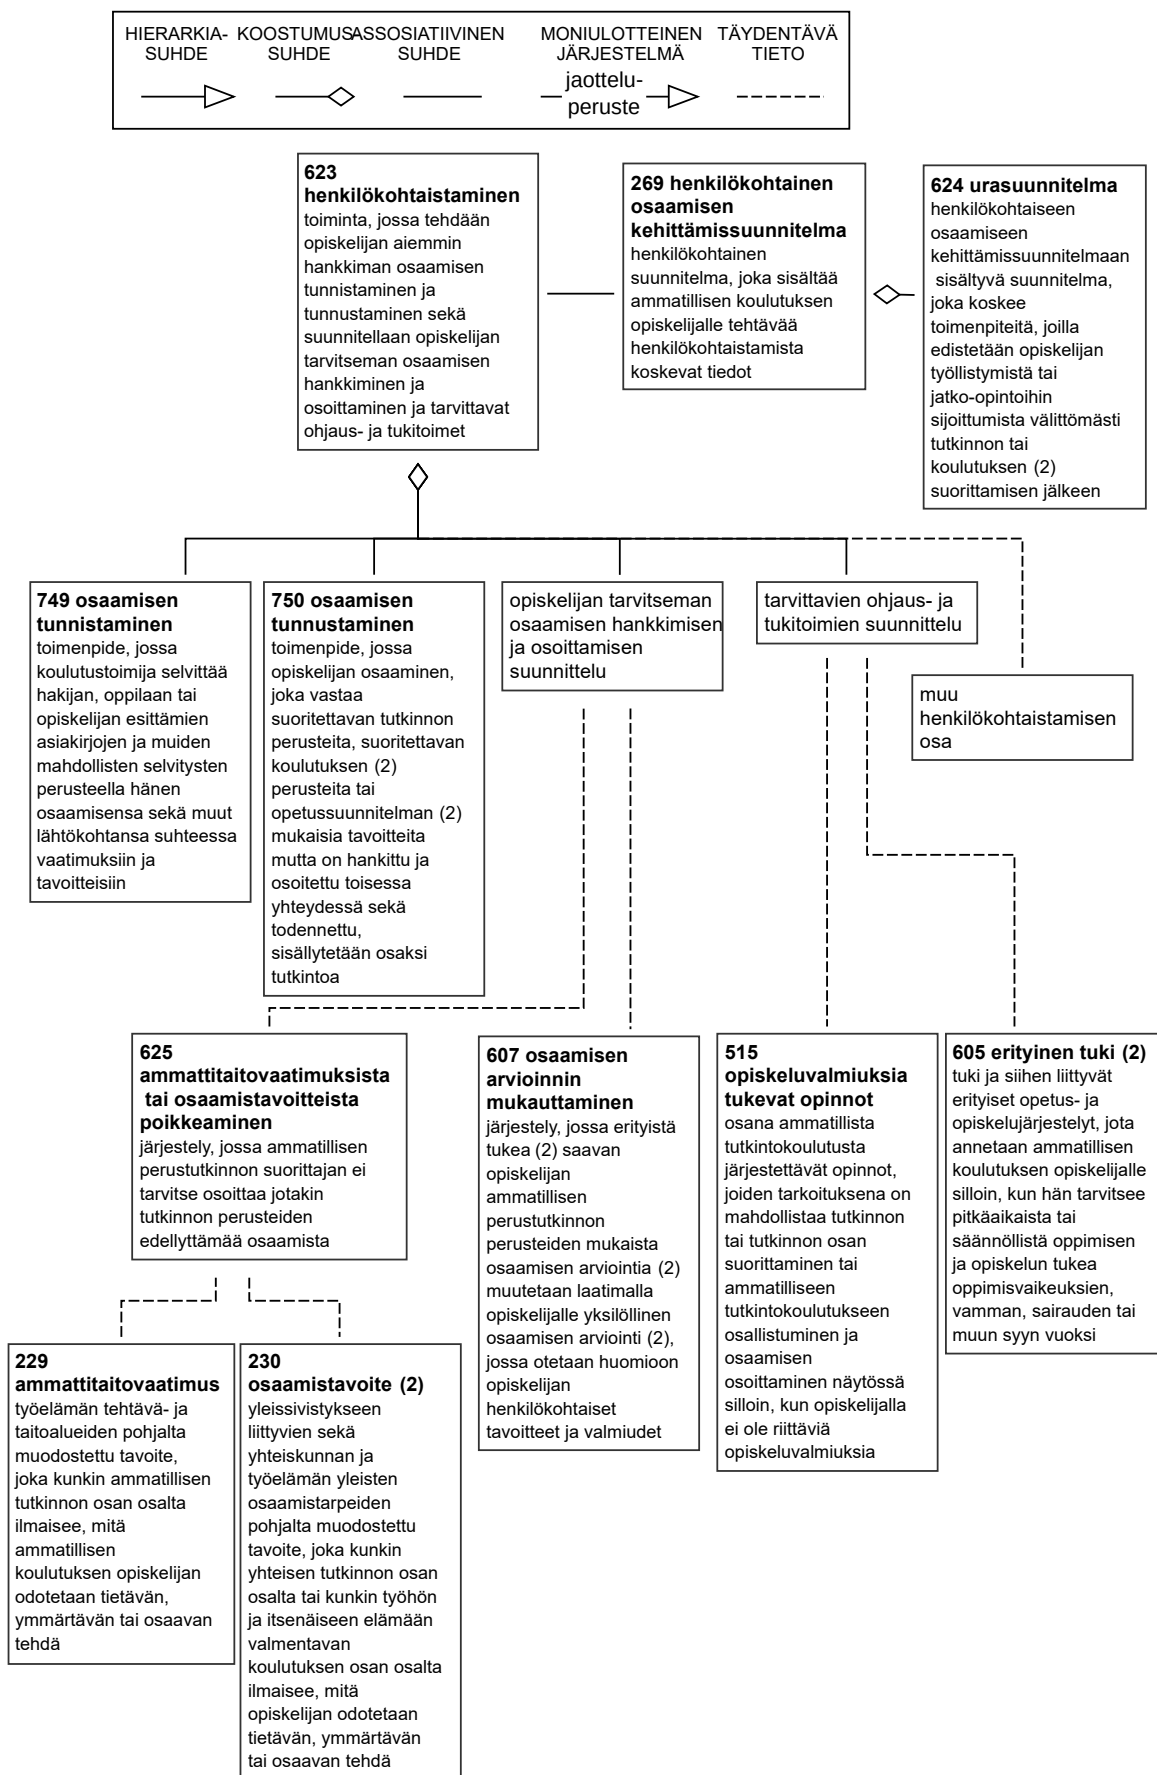 HIERARKIA-
SUHDE
KOOSTUMUS-
SUHDE
ASSOSIATIIVINEN
SUHDE
MONIULOTTEINEN
JÄRJESTELMÄ
TÄYDENTÄVÄ
TIETO
jaottelu-
peruste
623
henkilökohtaistaminen
toiminta, jossa tehdään
opiskelijan aiemmin
hankkiman osaamisen
tunnistaminen ja
tunnustaminen sekä
suunnitellaan opiskelijan
tarvitseman osaamisen
hankkiminen ja
osoittaminen ja tarvittavat
ohjaus- ja tukitoimet
269 henkilökohtainen
osaamisen
kehittämissuunnitelma
henkilökohtainen
suunnitelma, joka sisältää
ammatillisen koulutuksen
opiskelijalle tehtävää
henkilökohtaistamista
koskevat tiedot
624 urasuunnitelma
henkilökohtaiseen
osaamiseen
kehittämissuunnitelmaan
sisältyvä suunnitelma,
joka koskee
toimenpiteitä, joilla
edistetään opiskelijan
työllistymistä tai
jatko-opintoihin
sijoittumista välittömästi
tutkinnon tai
koulutuksen (2)
suorittamisen jälkeen
749 osaamisen
tunnistaminen
toimenpide, jossa
koulutustoimija selvittää
hakijan, oppilaan tai
opiskelijan esittämien
asiakirjojen ja muiden
mahdollisten selvitysten
perusteella hänen
osaamisensa sekä muut
lähtökohtansa suhteessa
vaatimuksiin ja
tavoitteisiin
750 osaamisen
tunnustaminen
toimenpide, jossa
opiskelijan osaaminen,
joka vastaa
suoritettavan tutkinnon
perusteita, suoritettavan
koulutuksen (2)
perusteita tai
opetussuunnitelman (2)
mukaisia tavoitteita
mutta on hankittu ja
osoitettu toisessa
yhteydessä sekä
todennettu,
sisällytetään osaksi
tutkintoa
opiskelijan tarvitseman
osaamisen hankkimisen
ja osoittamisen
suunnittelu
tarvittavien ohjaus- ja
tukitoimien suunnittelu
muu
henkilökohtaistamisen
osa
625
ammattitaitovaatimuksista
tai osaamistavoitteista
poikkeaminen
järjestely, jossa ammatillisen
perustutkinnon suorittajan ei
tarvitse osoittaa jotakin
tutkinnon perusteiden
edellyttämää osaamista
607 osaamisen
arvioinnin
mukauttaminen
järjestely, jossa erityistä
tukea (2) saavan
opiskelijan
ammatillisen
perustutkinnon
perusteiden mukaista
osaamisen arviointia (2)
muutetaan laatimalla
opiskelijalle yksilöllinen
osaamisen arviointi (2),
jossa otetaan huomioon
opiskelijan
henkilökohtaiset
tavoitteet ja valmiudet
515
opiskeluvalmiuksia
tukevat opinnot
osana ammatillista
tutkintokoulutusta
järjestettävät opinnot,
joiden tarkoituksena on
mahdollistaa tutkinnon
tai tutkinnon osan
suorittaminen tai
ammatilliseen
tutkintokoulutukseen
osallistuminen ja
osaamisen
osoittaminen näytössä
silloin, kun opiskelijalla
ei ole riittäviä
opiskeluvalmiuksia
605 erityinen tuki (2)
tuki ja siihen liittyvät
erityiset opetus- ja
opiskelujärjestelyt, jota
annetaan ammatillisen
koulutuksen opiskelijalle
silloin, kun hän tarvitsee
pitkäaikaista tai
säännöllistä oppimisen
ja opiskelun tukea
oppimisvaikeuksien,
vamman, sairauden tai
muun syyn vuoksi
229
ammattitaitovaatimus
työelämän tehtävä- ja
taitoalueiden pohjalta
muodostettu tavoite,
joka kunkin ammatillisen
tutkinnon osan osalta
ilmaisee, mitä
ammatillisen
koulutuksen opiskelijan
odotetaan tietävän,
ymmärtävän tai osaavan
tehdä
230
osaamistavoite (2)
yleissivistykseen
liittyvien sekä
yhteiskunnan ja
työelämän yleisten
osaamistarpeiden
pohjalta muodostettu
tavoite, joka kunkin
yhteisen tutkinnon osan
osalta tai kunkin työhön
ja itsenäiseen elämään
valmentavan
koulutuksen osan osalta
ilmaisee, mitä
opiskelijan odotetaan
tietävän, ymmärtävän
tai osaavan tehdä